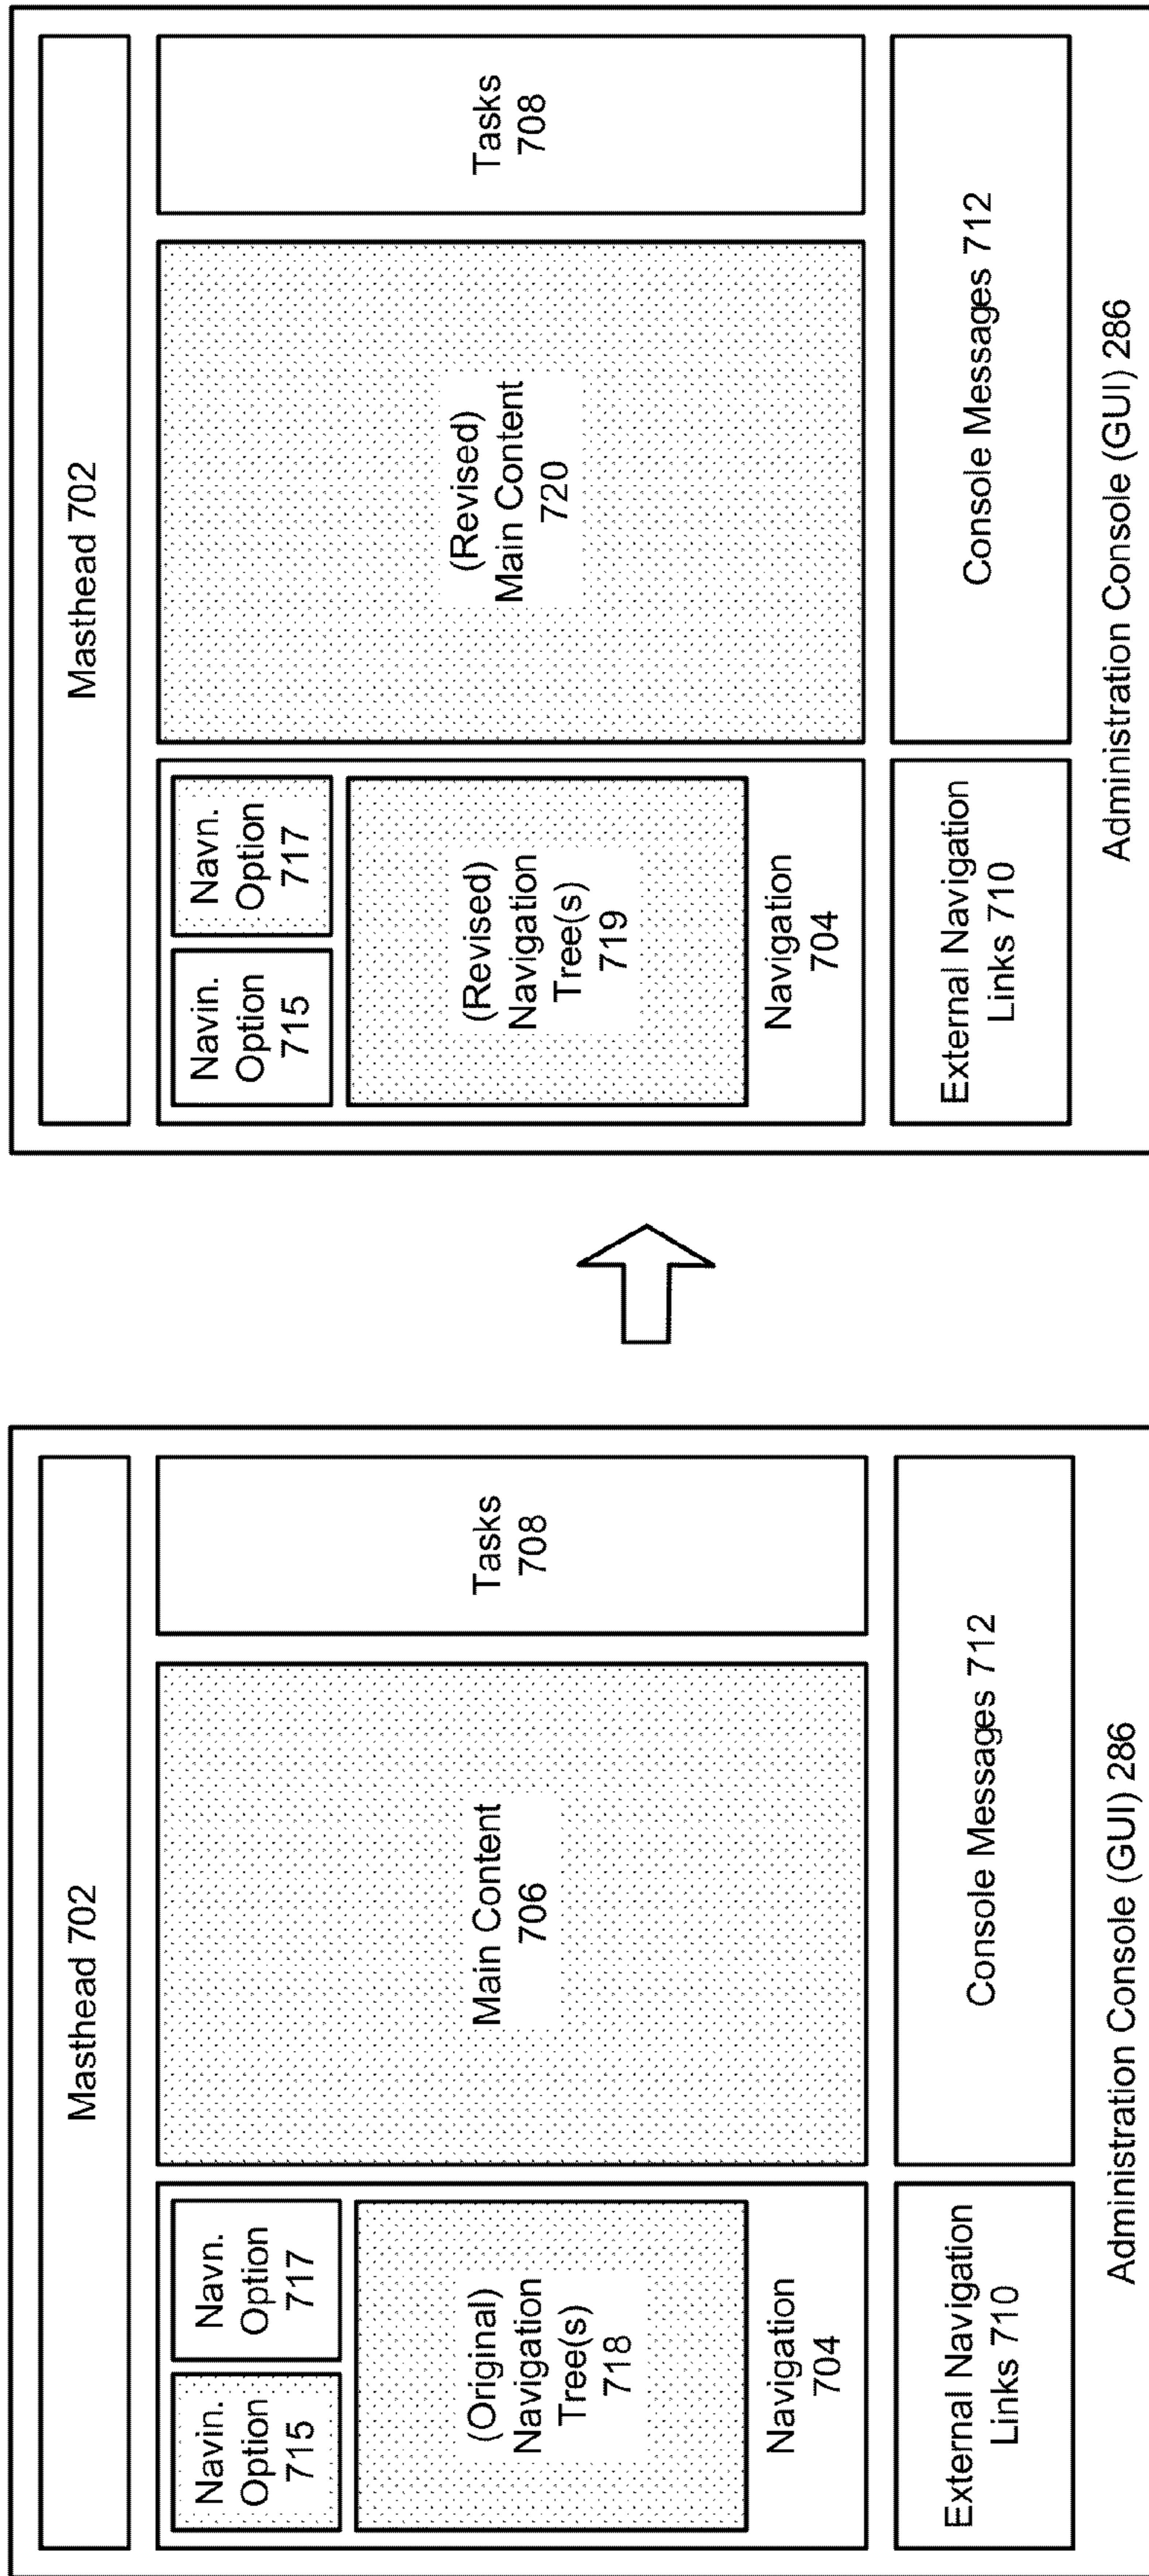 Masthead 702
Navin.
Option
715
Navn.
Option
717
(Original)
Navigation
Tree(s)
718
Navigation
704
Main Content
706
Tasks
708
External Navigation
Links 710
Console Messages 712
Administration Console (GUI) 286
Masthead 702
Navin.
Option
715
Navn.
Option
717
(Revised)
Navigation
Tree(s)
719
Navigation
704
(Revised)
Main Content
720
Tasks
708
External Navigation
Links 710
Console Messages 712
Administration Console (GUI) 286